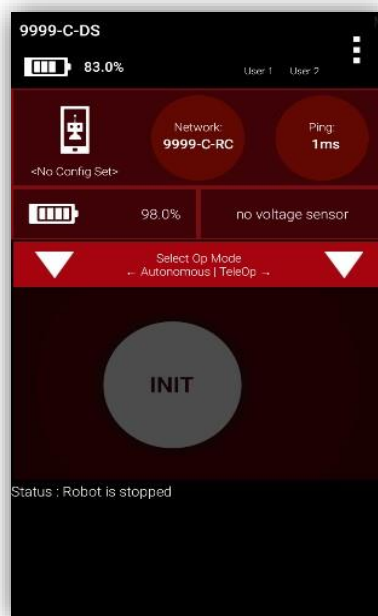 9999-C-DS
83.0%
User 1 User 2
Network:
9999-C-RC
Ping:
1ms
<No Config Set>
98.0%
no voltage sensor
Select Op Mode
← Autonomous | TeleOp →
INIT
Status : Robot is stopped